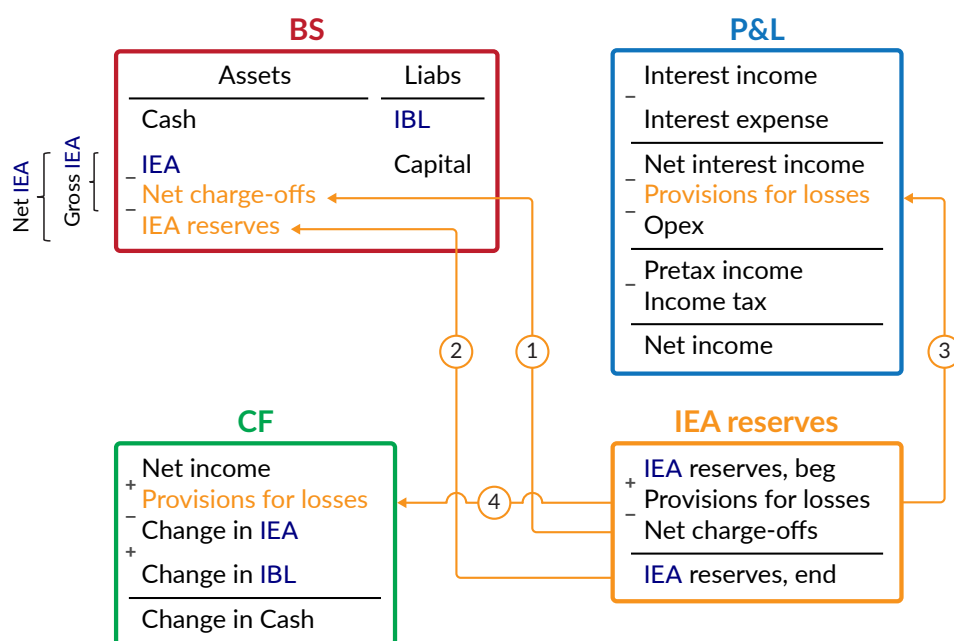 BS
Assets Liabs
Cash IBL
IEA Capital
−
Net charge-offs
−
IEA reserves
Net IEA
Gross IEA
P&L
Interest income
−
Interest expense
Net interest income
−
Provisions for losses
−
Opex
Pretax income
−
Income tax
Net income
2
1
3
CF
Net income
+
Provisions for losses
−
Change in IEA
+
Change in IBL
Change in Cash
4
IEA reserves
IEA reserves, beg
+
Provisions for losses
−
Net charge-offs
IEA reserves, end